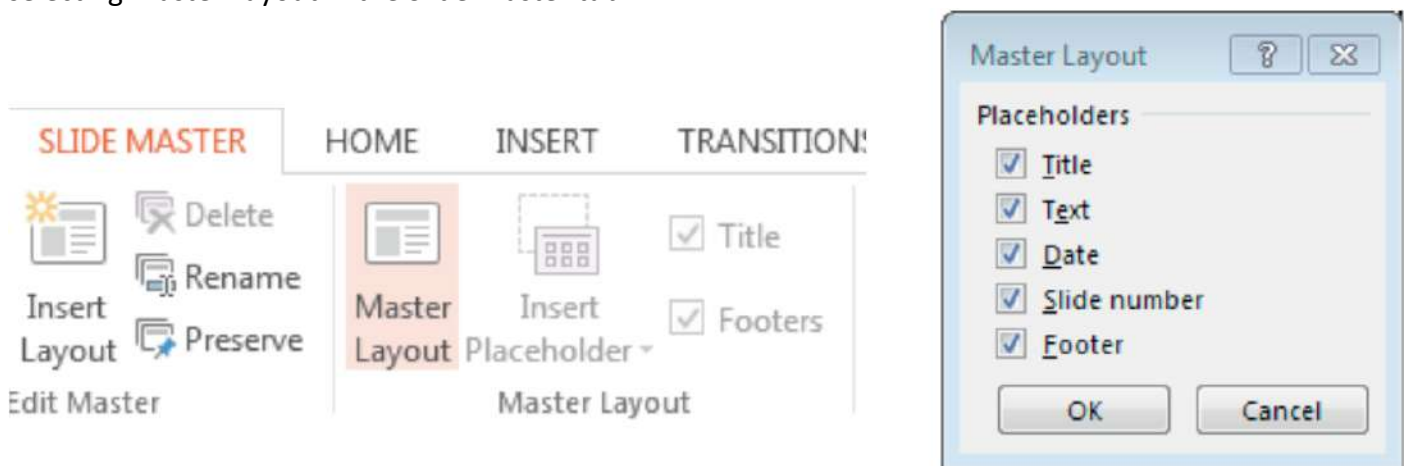 SLIDE MASTER HOME INSERT TRANSITIONS
Insert
Layout
Delete
Rename
Preserve
Edit Master
Master
Layout
Insert
Placeholder
Title
Footers
Master Layout
Master Layout
Placeholders
Title
Text
Date
Slide number
Footer
OK Cancel